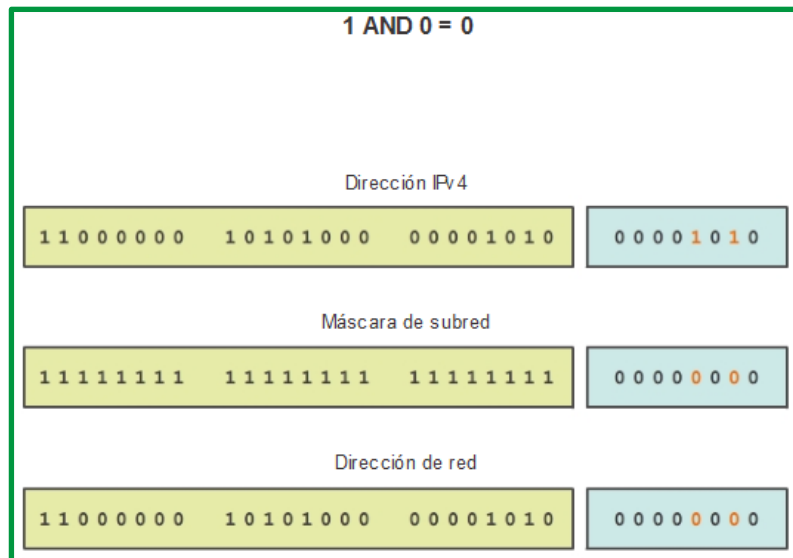 1 AND 0 = 0
Dirección IPv4
11000000 10101000 00001010 00001010
Máscara de subred
11111111 11111111 11111111 00000000
Dirección de red
11000000 10101000 00001010 00000000